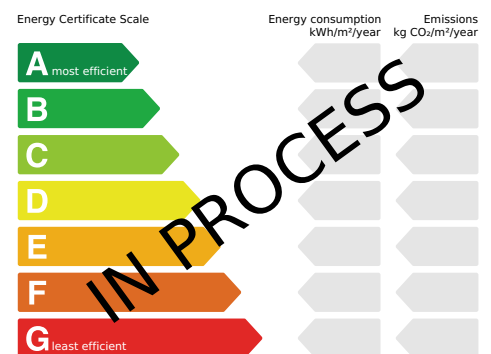 Energy Certificate Scale
Energy consumption
kWh/m²/year
Emissions
kg CO₂/m²/year
A most efficient
B
C
D
E
F
G least efficient
IN PROCESS